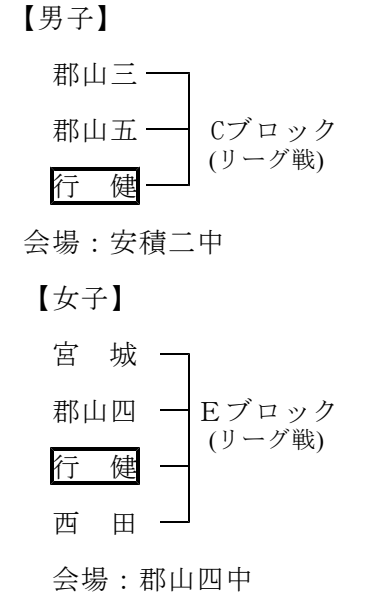 【男子】
郡山三
郡山五
Cブロック
(リーグ戦)
行　健
会場：安積二中
【女子】
宮　城
郡山四
Eブロック
(リーグ戦)
行　健
西　田
会場：郡山四中